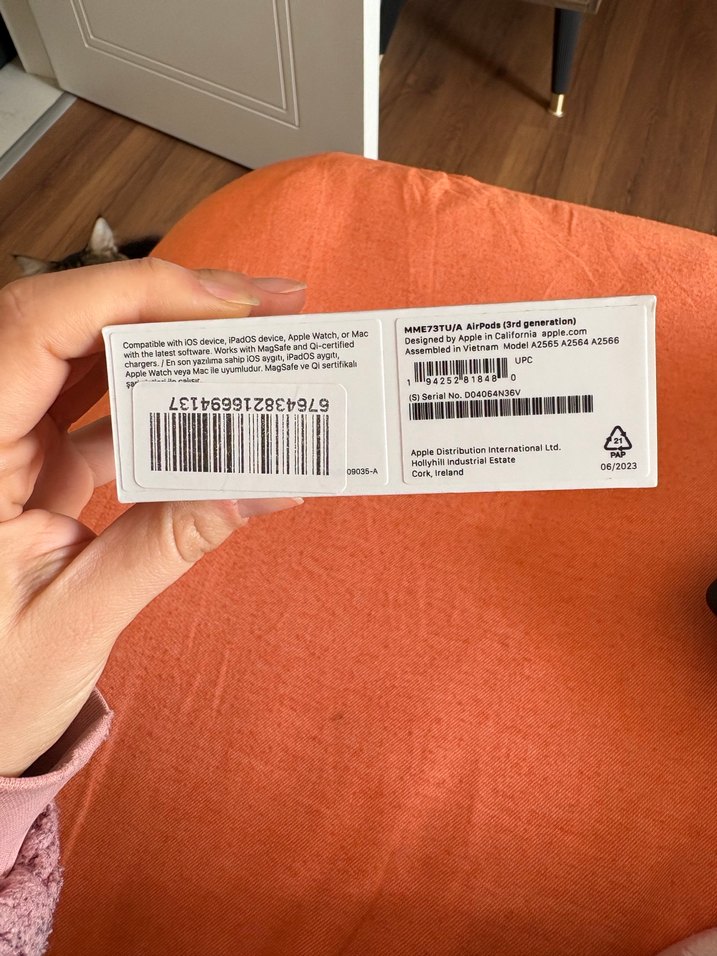 Compatible with iOS device, iPadOS device, Apple Watch, or Mac
with the latest software. Works with MagSafe and Qi-certified
chargers. / En son yazılıma sahip iOS aygıtı, iPadOS aygıtı,
Apple Watch veya Mac ile uyumludur. MagSafe ve Qi sertifikalı
6764382166694137
09035-A
MME73TU/A AirPods (3rd generation)
Designed by Apple in California apple.com
Assembled in Vietnam Model A2565 A2564 A2566
UPC
1 94252 81848 0
(S) Serial No. D04064N36V
Apple Distribution International Ltd.
Hollyhill Industrial Estate
Cork, Ireland
21
PAP
06/2023